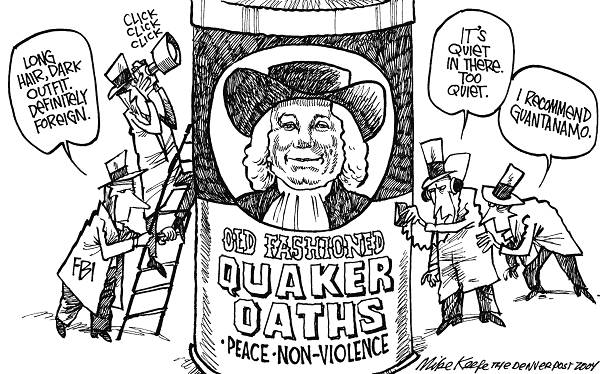 CLICK
CLICK
CLICK
LONG
HAIR, DARK
OUTFIT.
DEFINITELY
FOREIGN.
IT'S
QUIET
IN THERE.
TOO
QUIET.
I RECOMMEND
GUANTANAMO.
FBI
OLD FASHIONED
QUAKER
OATHS
• PEACE • NON-VIOLENCE
Mike Keefe THE DENVER POST 2004